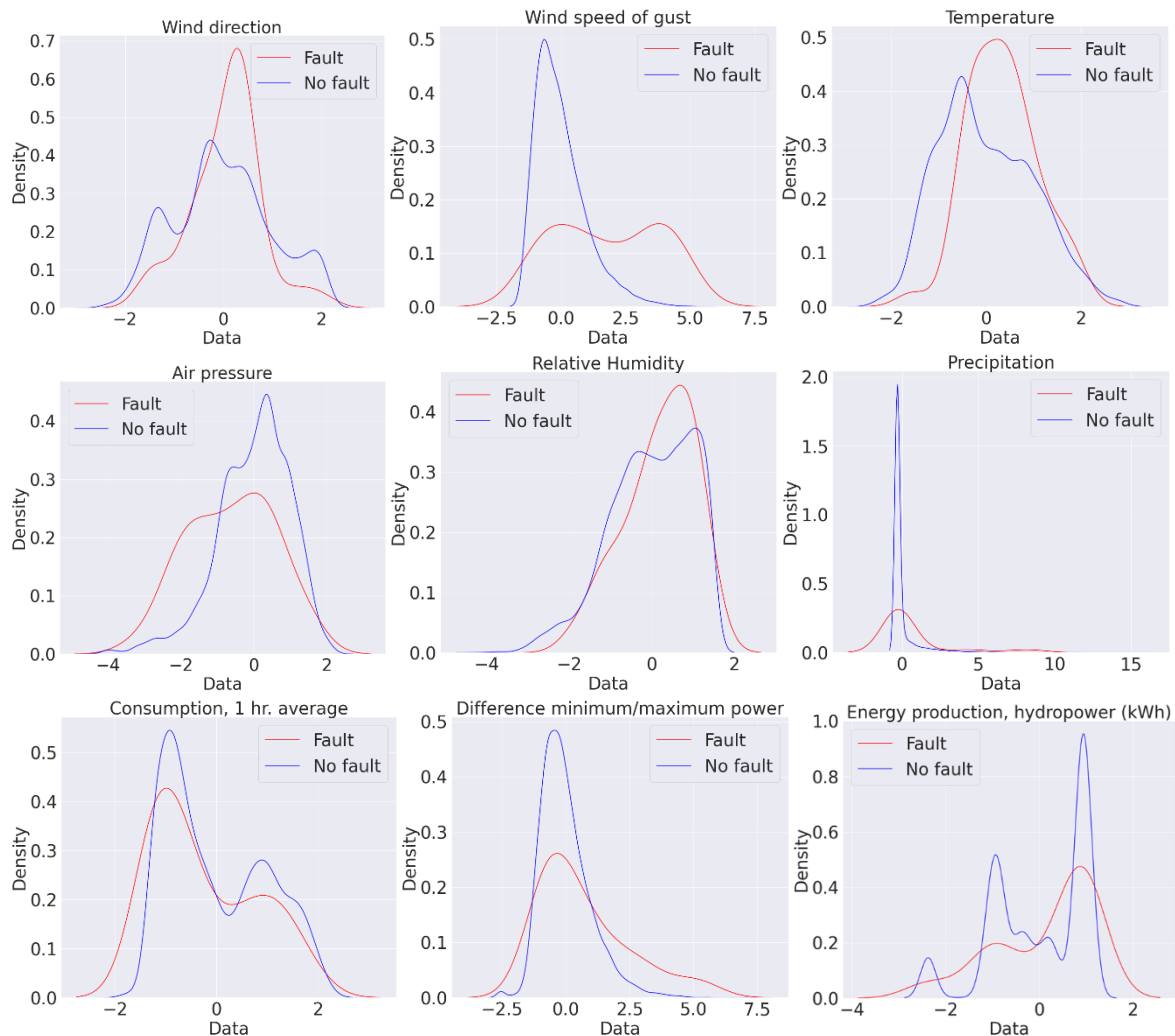 Wind direction
0.7
0.6
0.5
0.4
0.3
0.2
0.1
0.0
Density
Fault
No fault
−2 0 2
Data
Wind speed of gust
0.5
0.4
0.3
0.2
0.1
0.0
Density
Fault
No fault
−2.5 0.0 2.5 5.0 7.5
Data
Temperature
0.5
0.4
0.3
0.2
0.1
0.0
Density
Fault
No fault
−2 0 2
Data
Air pressure
0.4
0.3
0.2
0.1
0.0
Density
Fault
No fault
−4 −2 0 2
Data
Relative Humidity
0.4
0.3
0.2
0.1
0.0
Density
Fault
No fault
−4 −2 0 2
Data
Precipitation
2.0
1.5
1.0
0.5
0.0
Density
Fault
No fault
0 5 10 15
Data
Consumption, 1 hr. average
0.5
0.4
0.3
0.2
0.1
0.0
Density
Fault
No fault
−2 0 2
Data
Difference minimum/maximum power
0.5
0.4
0.3
0.2
0.1
0.0
Density
Fault
No fault
−2.5 0.0 2.5 5.0 7.5
Data
Energy production, hydropower (kWh)
1.0
0.8
0.6
0.4
0.2
0.0
Density
Fault
No fault
−4 −2 0 2
Data